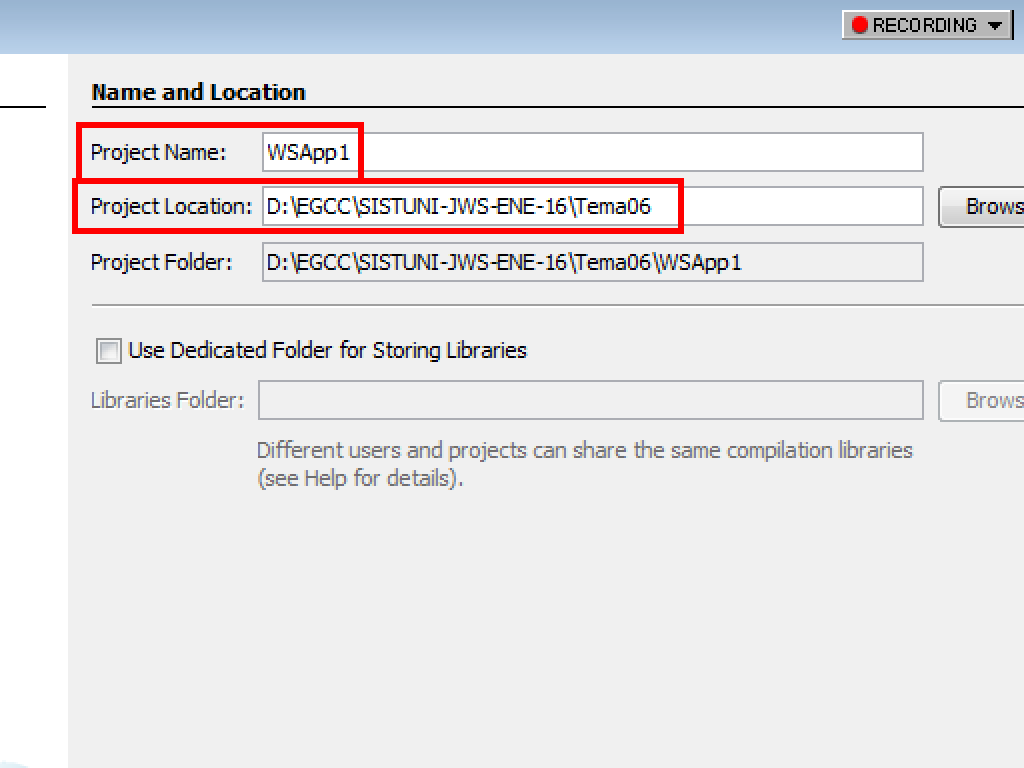 RECORDING
Name and Location
Project Name: WSApp1
Project Location: D:\EGCC\SISTUNI-JWS-ENE-16\Tema06 Brows
Project Folder: D:\EGCC\SISTUNI-JWS-ENE-16\Tema06\WSApp1
Use Dedicated Folder for Storing Libraries
Libraries Folder: Brows
Different users and projects can share the same compilation libraries
(see Help for details).